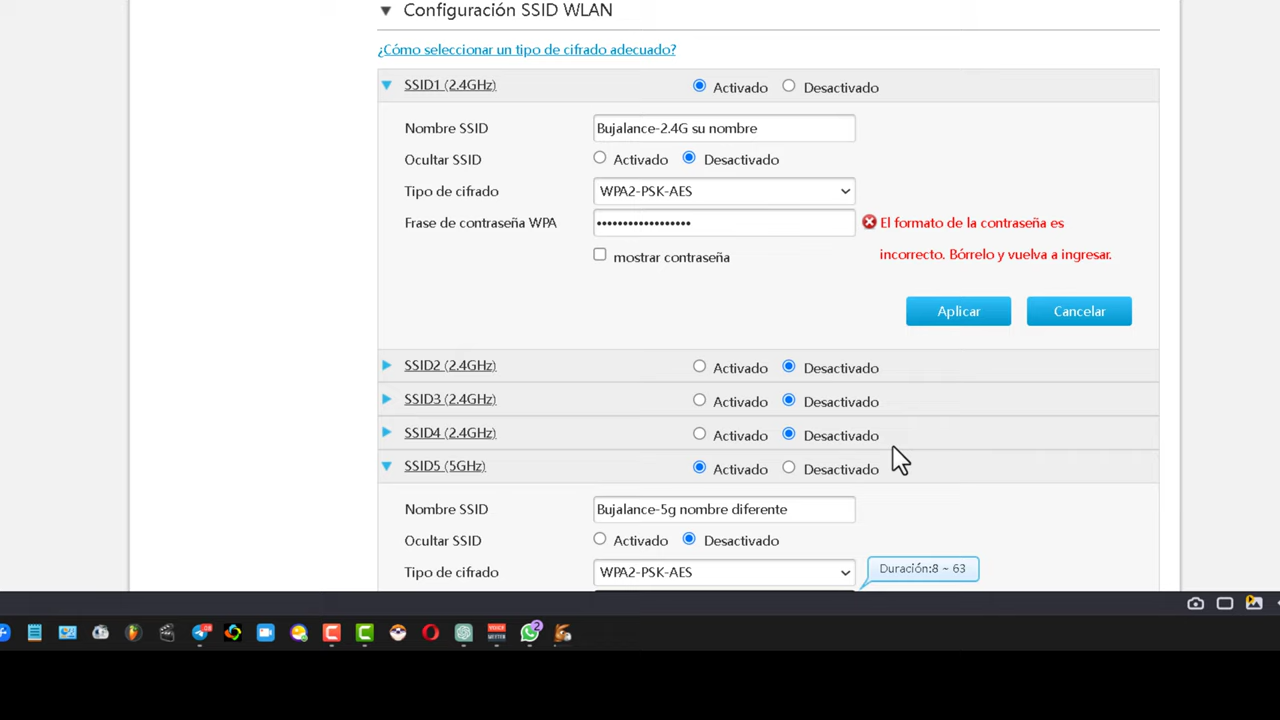 Configuración SSID WLAN
¿Cómo seleccionar un tipo de cifrado adecuado?
SSID1 (2.4GHz) Activado Desactivado
Nombre SSID Bujalance-2.4G su nombre
Ocultar SSID Activado Desactivado
Tipo de cifrado WPA2-PSK-AES
Frase de contraseña WPA •••••••••••••••••• El formato de la contraseña es
incorrecto. Bórrelo y vuelva a ingresar.
mostrar contraseña
Aplicar Cancelar
SSID2 (2.4GHz) Activado Desactivado
SSID3 (2.4GHz) Activado Desactivado
SSID4 (2.4GHz) Activado Desactivado
SSID5 (5GHz) Activado Desactivado
Nombre SSID Bujalance-5g nombre diferente
Ocultar SSID Activado Desactivado
Tipo de cifrado WPA2-PSK-AES Duración:8 ~ 63
2